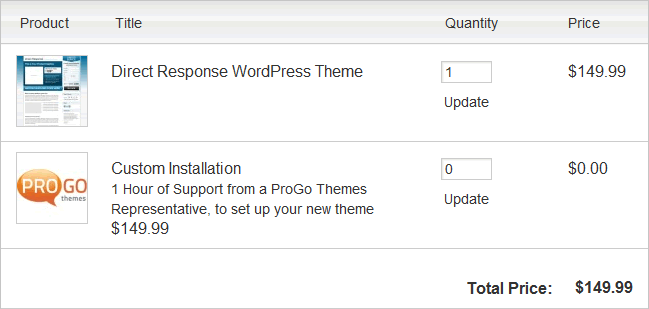 Product Title Quantity Price
Direct Response WordPress Theme 1 $149.99
Update
PROGO
themes
Custom Installation 0 $0.00
1 Hour of Support from a ProGo Themes
Update
Representative, to set up your new theme
$149.99
Total Price: $149.99